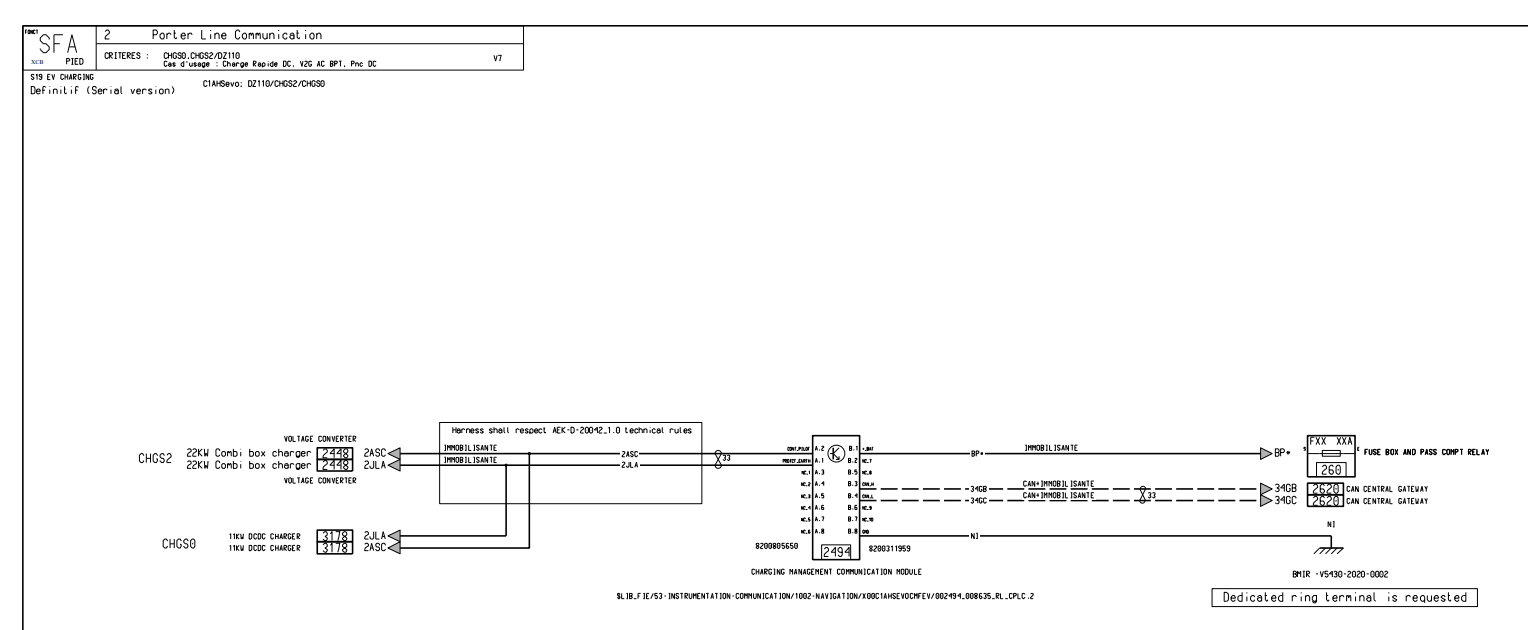 FONCT
SFA
XCB PIED
2 Porter Line Communication
CRITERES : CHGS0,CHGS2/DZ110
Cas d'usage : Charge Rapide DC, V2G AC BPT, Pnc DC
V7
S19 EV CHARGING
Definitif (Serial version)
C1AHSevo; DZ110/CHGS2/CHGS0
Harness shall respect AEK-D-20042_1.0 technical rules
IMMOBILISANTE
IMMOBILISANTE
VOLTAGE CONVERTER
CHGS2
22KW Combi box charger 2448 2ASC
22KW Combi box charger 2448 2JLA
VOLTAGE CONVERTER
2ASC
2JLA
33
CHGS0
11KW DCDC CHARGER 3178 2JLA
11KW DCDC CHARGER 3178 2ASC
CONT_PILOT A.2 B.1 +_BAT
PROTCT_EARTH A.1 B.2 NC_7
NC_1 A.3 B.5 NC_8
NC_2 A.4 B.3 CAN_H
NC_3 A.5 B.4 CAN_L
NC_4 A.6 B.6 NC_9
NC_5 A.7 B.7 NC_10
NC_6 A.8 B.8 GND
K
8200805650 2494 8200311959
CHARGING MANAGEMENT COMMUNICATION MODULE
BP* IMMOBILISANTE BP*
FXX XXA
S E
260
FUSE BOX AND PASS COMPT RELAY
34GB CAN+IMMOBILISANTE 34GB 2620 CAN CENTRAL GATEWAY
34GC CAN+IMMOBILISANTE 33 34GC 2620 CAN CENTRAL GATEWAY
NI
NI
BMIR -V5430-2020-0002
Dedicated ring terminal is requested
$LIB_FIE/53-INSTRUMENTATION-COMMUNICATION/1002-NAVIGATION/X00C1AHSEVOCMFEV/002494_008635_RL_CPLC.2